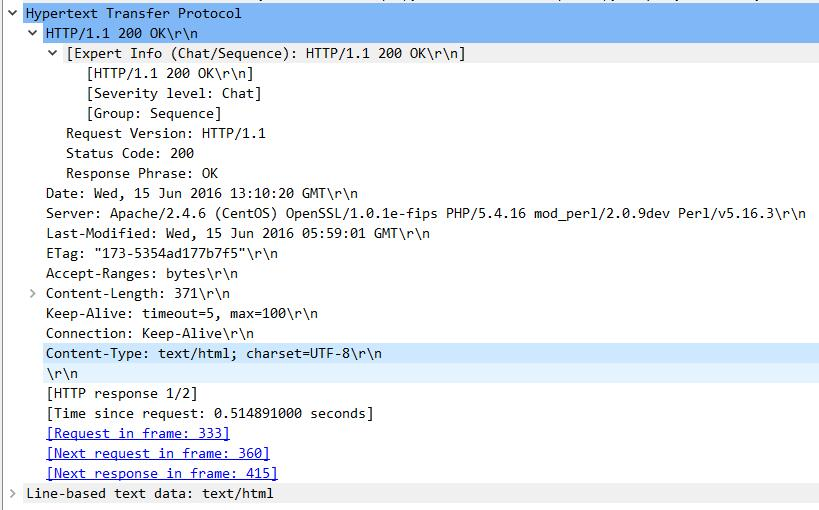 Hypertext Transfer Protocol
HTTP/1.1 200 OK\r\n
[Expert Info (Chat/Sequence): HTTP/1.1 200 OK\r\n]
[HTTP/1.1 200 OK\r\n]
[Severity level: Chat]
[Group: Sequence]
Request Version: HTTP/1.1
Status Code: 200
Response Phrase: OK
Date: Wed, 15 Jun 2016 13:10:20 GMT\r\n
Server: Apache/2.4.6 (CentOS) OpenSSL/1.0.1e-fips PHP/5.4.16 mod_perl/2.0.9dev Perl/v5.16.3\r\n
Last-Modified: Wed, 15 Jun 2016 05:59:01 GMT\r\n
ETag: "173-5354ad177b7f5"\r\n
Accept-Ranges: bytes\r\n
Content-Length: 371\r\n
Keep-Alive: timeout=5, max=100\r\n
Connection: Keep-Alive\r\n
Content-Type: text/html; charset=UTF-8\r\n
\r\n
[HTTP response 1/2]
[Time since request: 0.514891000 seconds]
[Request in frame: 333]
[Next request in frame: 360]
[Next response in frame: 415]
Line-based text data: text/html